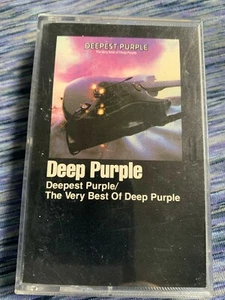 DEEPEST PURPLE
The Very Best Of Deep Purple
Deep Purple
Deepest Purple/
The Very Best Of Deep Purple